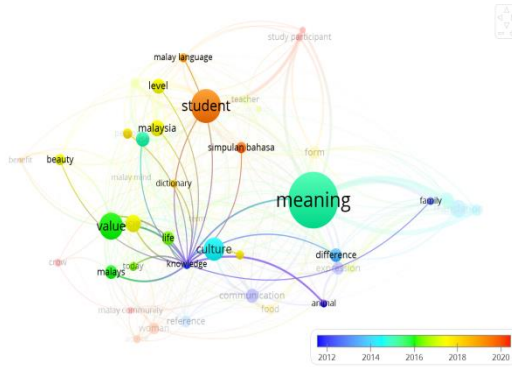 study participant
malay language
level
teacher
student
malaysia
simpulan bahasa
form
benefit
beauty
malay mind
dictionary
meaning
family
value
life
culture
difference
crow
malays
today
knowledge
expression
communication
animal
food
malay community
woman
reference
2012 2014 2016 2018 2020